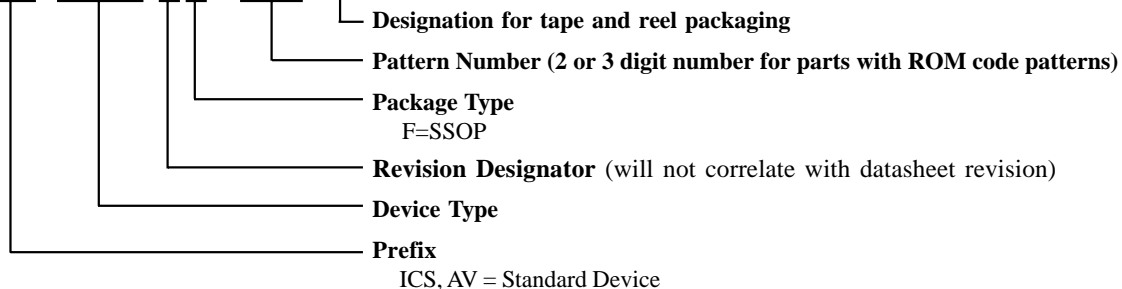 Designation for tape and reel packaging
Pattern Number (2 or 3 digit number for parts with ROM code patterns)
Package Type
F=SSOP
Revision Designator (will not correlate with datasheet revision)
Device Type
Prefix
ICS, AV = Standard Device